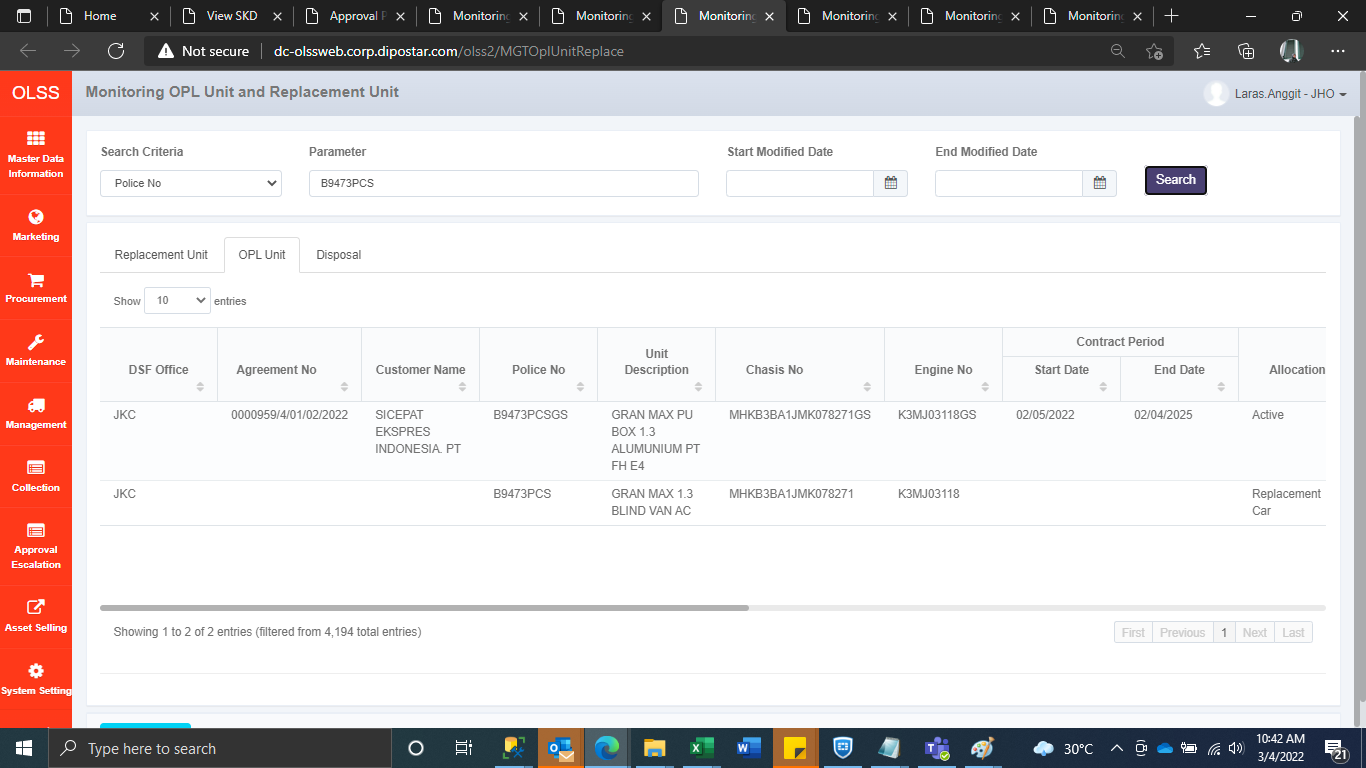 Home
View SKD
Approval P
Monitoring
Monitoring
Monitoring
Monitoring
Monitoring
Monitoring
Not secure
dc-olssweb.corp.dipostar.com/olss2/MGTOplUnitReplace
OLSS
Monitoring OPL Unit and Replacement Unit
Laras.Anggit - JHO
Master Data
Information
Marketing
Procurement
Maintenance
Management
Collection
Approval
Escalation
Asset Selling
System Setting
Search Criteria
Parameter
Start Modified Date
End Modified Date
Police No
B9473PCS
Search
Replacement Unit
OPL Unit
Disposal
Show 10 entries
DSF Office
Agreement No
Customer Name
Police No
Unit
Description
Chasis No
Engine No
Contract Period
Start Date
End Date
Allocation
JKC
0000959/4/01/02/2022
SICEPAT
EKSPRES
INDONESIA. PT
B9473PCSGS
GRAN MAX PU
BOX 1.3
ALUMUNIUM PT
FH E4
MHKB3BA1JMK078271GS
K3MJ03118GS
02/05/2022
02/04/2025
Active
JKC
B9473PCS
GRAN MAX 1.3
BLIND VAN AC
MHKB3BA1JMK078271
K3MJ03118
Replacement
Car
Showing 1 to 2 of 2 entries (filtered from 4,194 total entries)
First
Previous
1
Next
Last
Type here to search
30°C
10:42 AM
3/4/2022
21